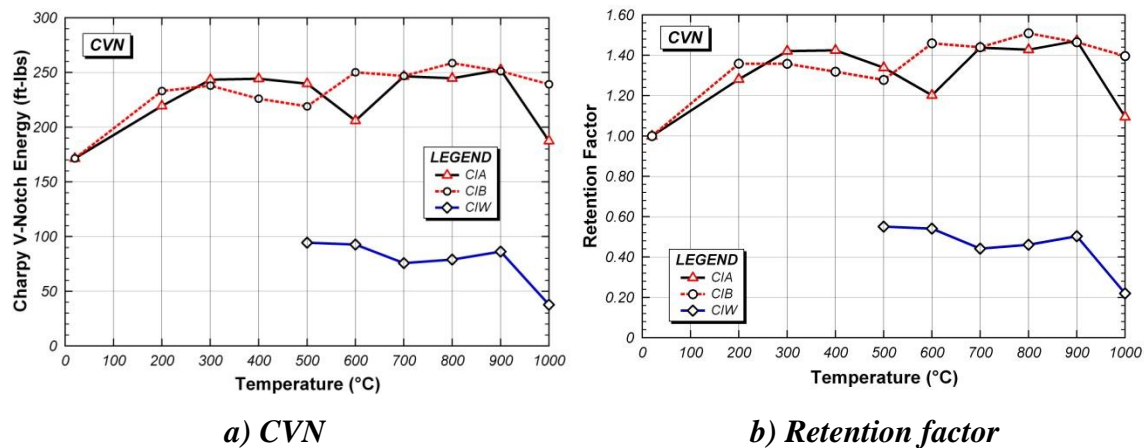 CVN
Charpy V-Notch Energy (ft-lbs)
300
250
200
150
100
50
0
LEGEND
CIA
CIB
CIW
0 100 200 300 400 500 600 700 800 900 1000
Temperature (°C)
a) CVN
CVN
Retention Factor
1.60
1.40
1.20
1.00
0.80
0.60
0.40
0.20
0
LEGEND
CIA
CIB
CIW
0 100 200 300 400 500 600 700 800 900 1000
Temperature (°C)
b) Retention factor